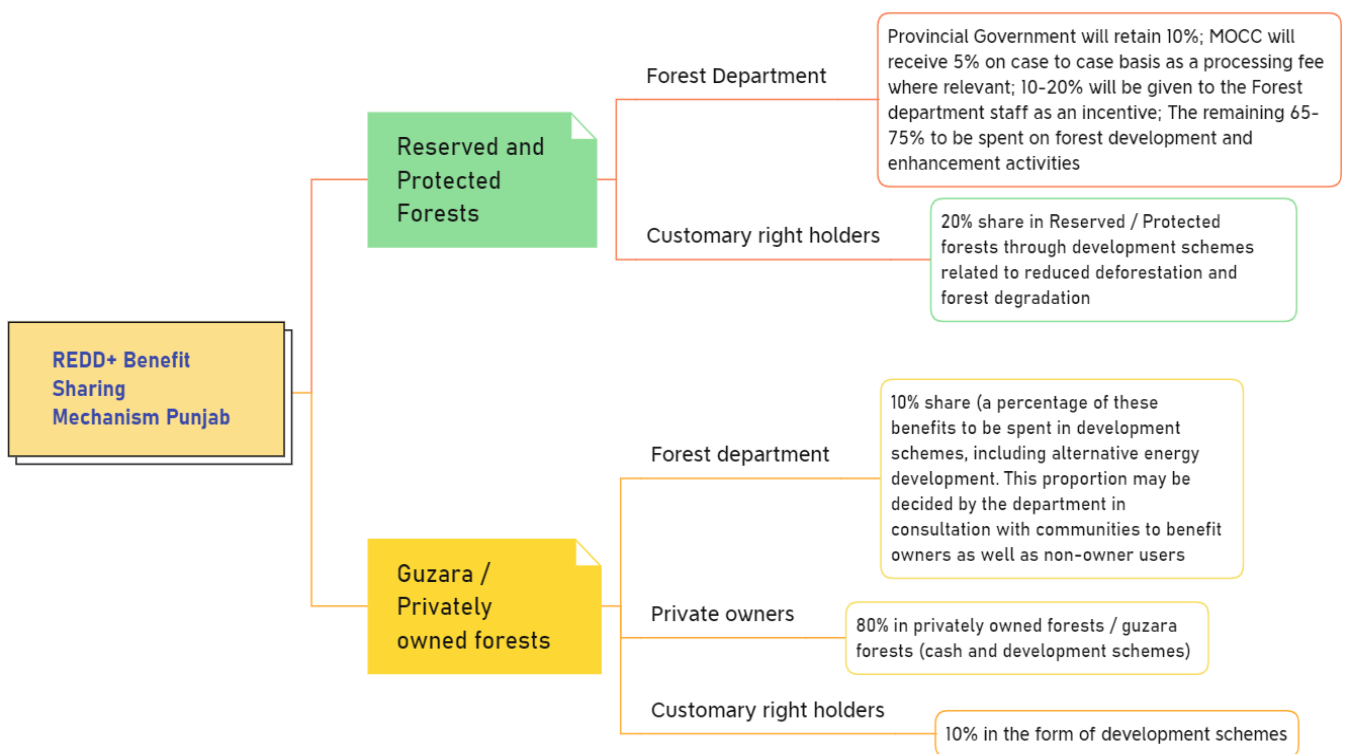 REDD+ Benefit
Sharing
Mechanism Punjab
Reserved and
Protected
Forests
Forest Department
Provincial Government will retain 10%; MOCC will
receive 5% on case to case basis as a processing fee
where relevant; 10-20% will be given to the Forest
department staff as an incentive; The remaining 65-
75% to be spent on forest development and
enhancement activities
Customary right holders
20% share in Reserved / Protected
forests through development schemes
related to reduced deforestation and
forest degradation
Guzara /
Privately
owned forests
Forest department
10% share (a percentage of these
benefits to be spent in development
schemes, including alternative energy
development. This proportion may be
decided by the department in
consultation with communities to benefit
owners as well as non-owner users
Private owners
80% in privately owned forests / guzara
forests (cash and development schemes)
Customary right holders
10% in the form of development schemes